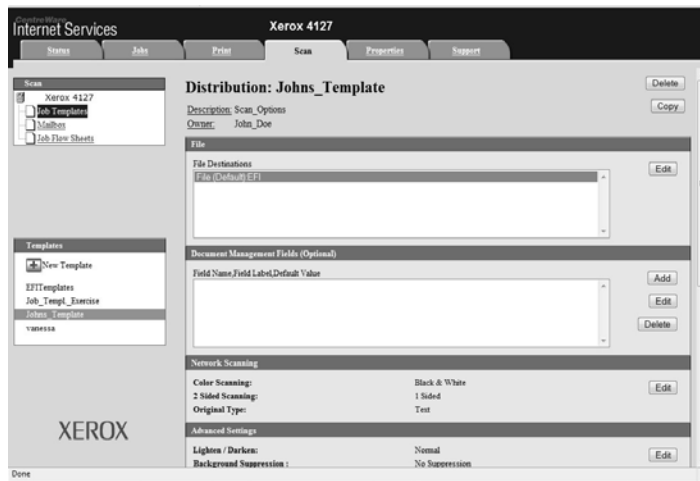 CentreWare
Internet Services
Xerox 4127
Status Jobs Print Scan Properties Support
Scan
Xerox 4127
Job Templates
Mailbox
Job Flow Sheets
Templates
New Template
EFITemplates
Job_Templ_Exercise
Johns_Template
vanessa
XEROX
Distribution: Johns_Template
Delete
Description: Scan_Options
Copy
Owner: John_Doe
File
File Destinations
Edit
File (Default):EFI
Document Management Fields (Optional)
Field Name,Field Label,Default Value
Add
Edit
Delete
Network Scanning
Color Scanning: Black & White
Edit
2 Sided Scanning: 1 Sided
Original Type: Text
Advanced Settings
Lighten / Darken: Normal
Edit
Background Suppression : No Suppression
Done